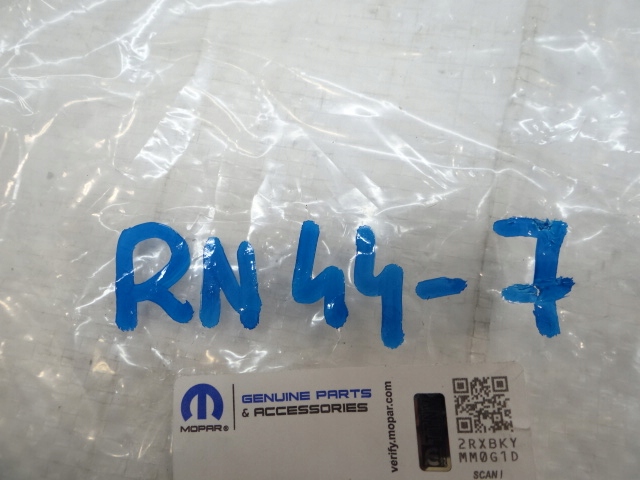 RN44-7
MOPAR®
GENUINE PARTS
& ACCESSORIES
verify.mopar.com
2RXBKY
MM0G1D
SCAN!